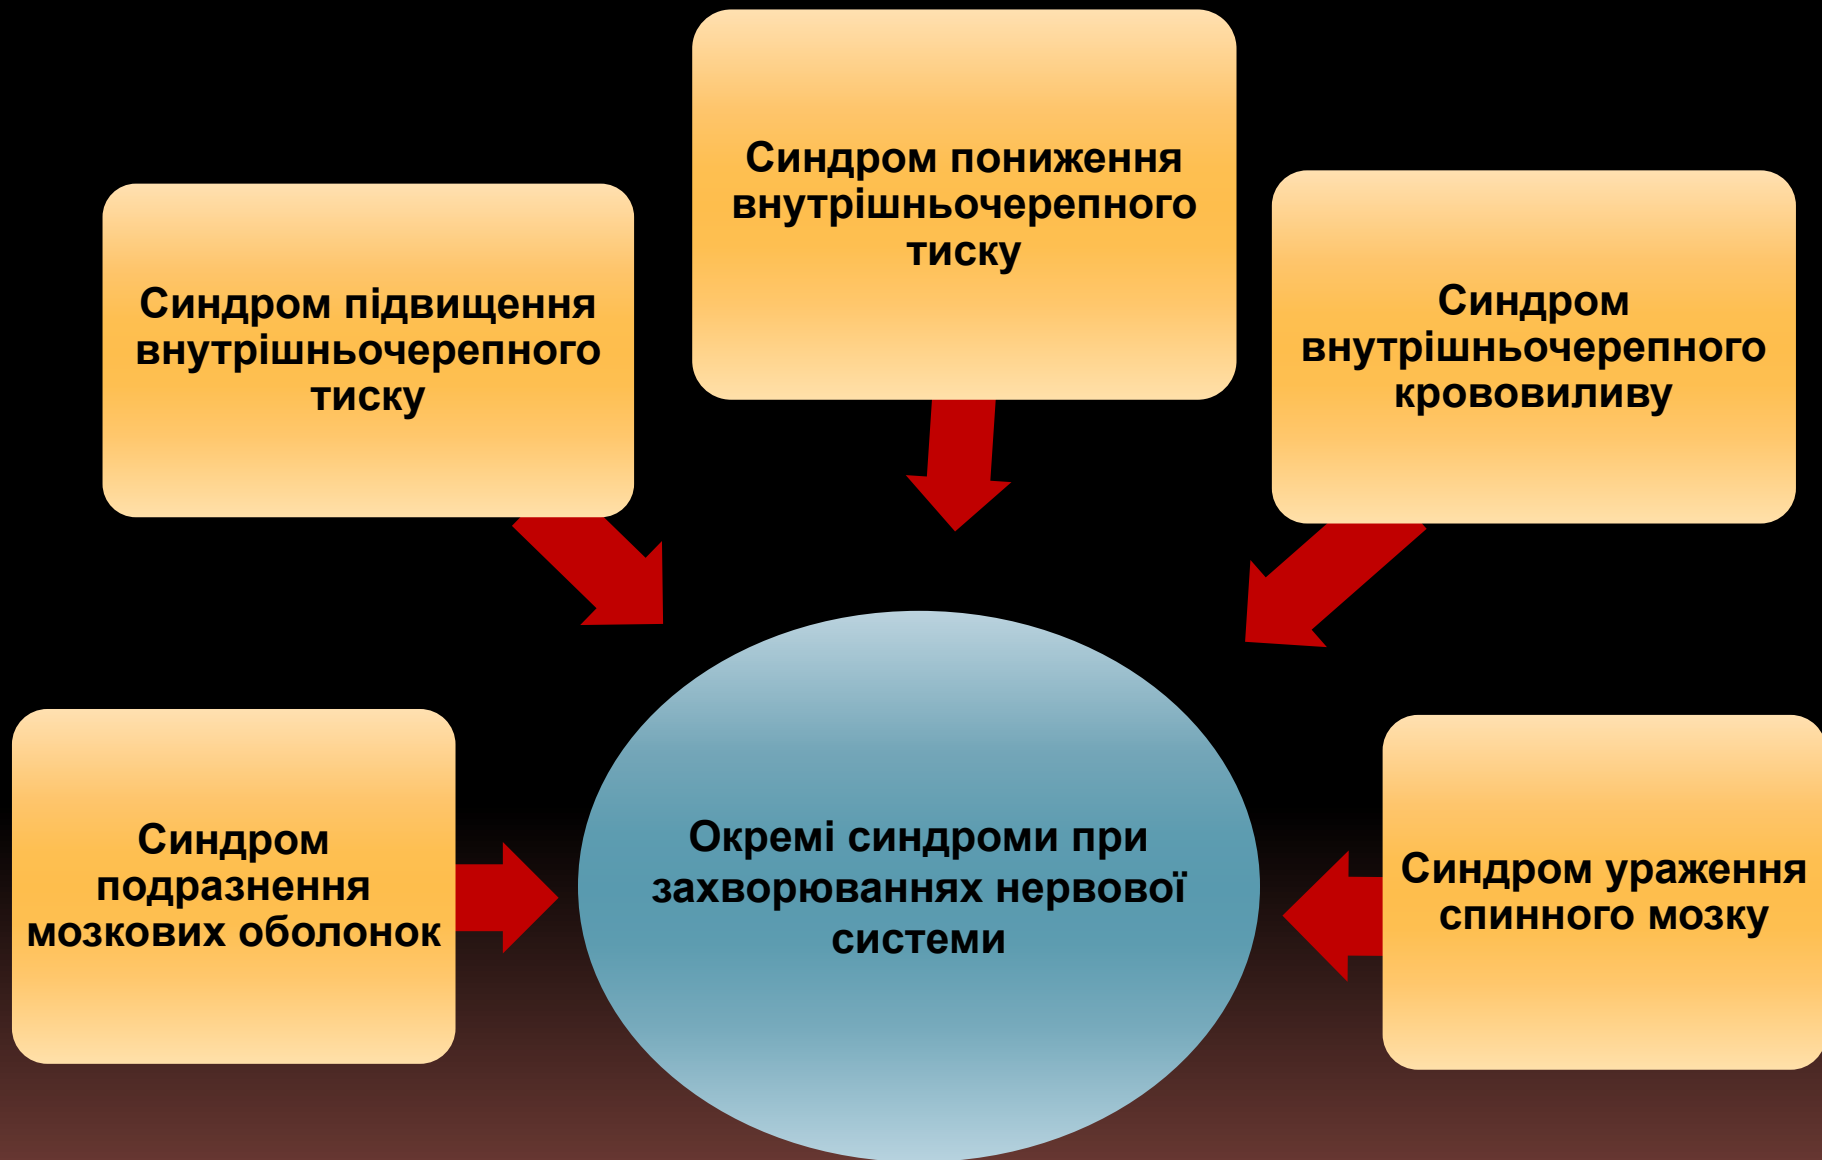 Синдром пониження
внутрішньочерепного
тиску
Синдром підвищення
внутрішньочерепного
тиску
Синдром
внутрішньочерепного
крововиливу
Синдром
подразнення
мозкових оболонок
Окремі синдроми при
захворюваннях нервової
системи
Синдром ураження
спинного мозку